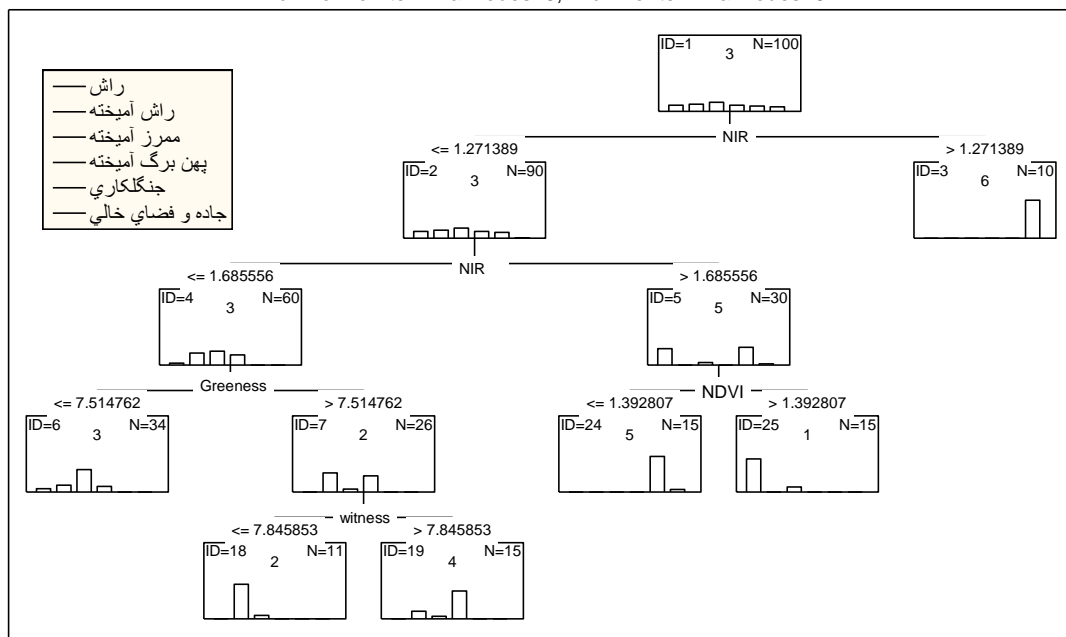 ID=1 N=100
3
راش
راش آميخته
ممرز آميخته
پهن برگ آميخته
جنگلكاري
جاده و فضاي خالي
NIR
<= 1.271389 > 1.271389
ID=2 N=90 ID=3 N=10
3 6
NIR
<= 1.685556 > 1.685556
ID=4 N=60 ID=5 N=30
3 5
Greeness NDVI
<= 7.514762 > 7.514762 <= 1.392807 > 1.392807
ID=6 N=34 ID=7 N=26 ID=24 N=15 ID=25 N=15
3 2 5 1
witness
<= 7.845853 > 7.845853
ID=18 N=11 ID=19 N=15
2 4